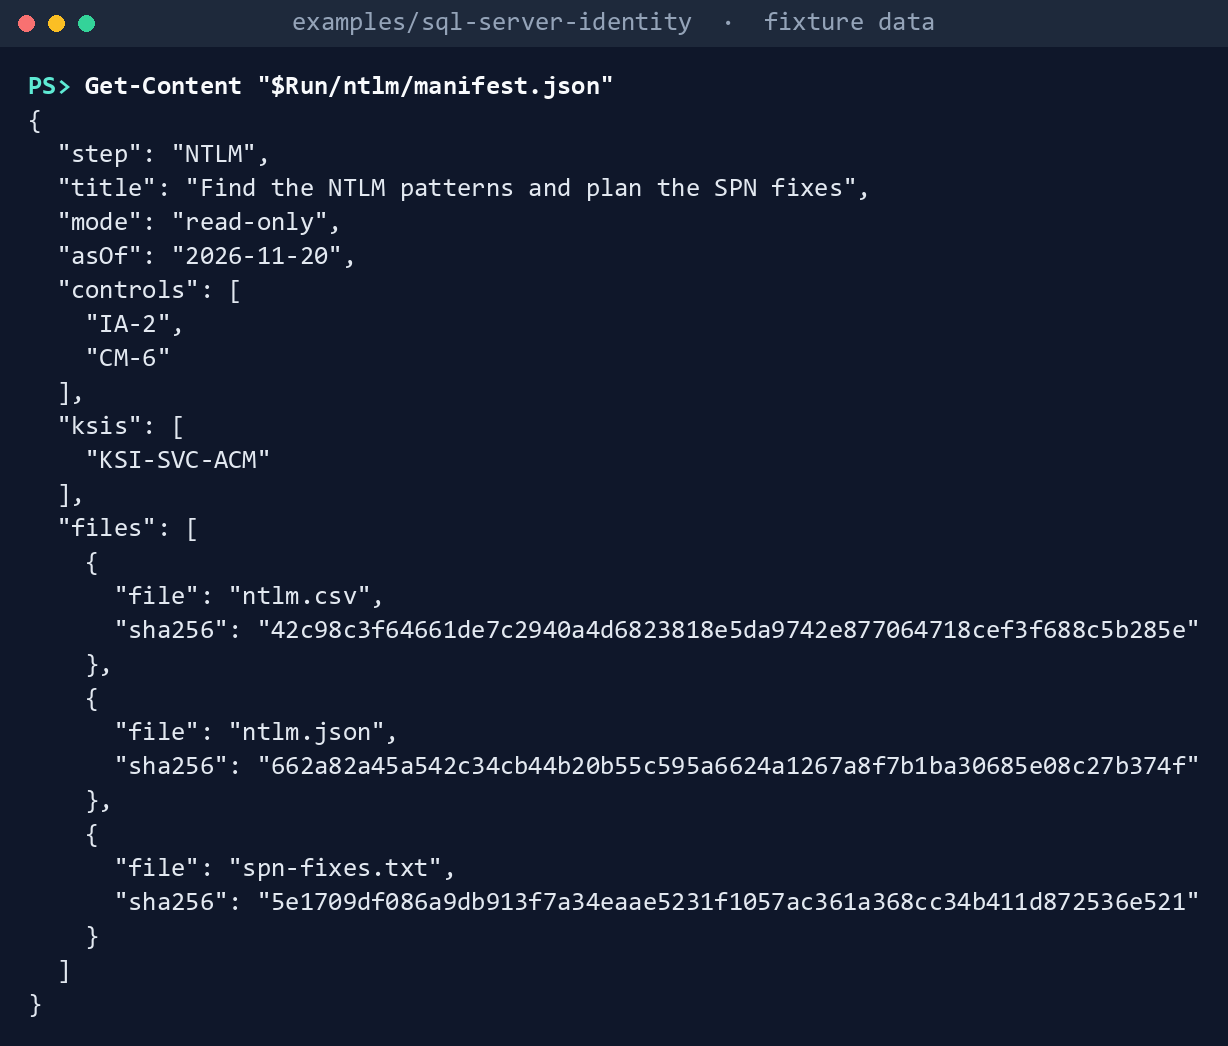 examples/sql-server-identity · fixture data
PS> Get-Content "$Run/ntlm/manifest.json"
{
  "step": "NTLM",
  "title": "Find the NTLM patterns and plan the SPN fixes",
  "mode": "read-only",
  "asOf": "2026-11-20",
  "controls": [
    "IA-2",
    "CM-6"
  ],
  "ksis": [
    "KSI-SVC-ACM"
  ],
  "files": [
    {
      "file": "ntlm.csv",
      "sha256": "42c98c3f64661de7c2940a4d6823818e5da9742e877064718cef3f688c5b285e"
    },
    {
      "file": "ntlm.json",
      "sha256": "662a82a45a542c34cb44b20b55c595a6624a1267a8f7b1ba30685e08c27b374f"
    },
    {
      "file": "spn-fixes.txt",
      "sha256": "5e1709df086a9db913f7a34eaae5231f1057ac361a368cc34b411d872536e521"
    }
  ]
}